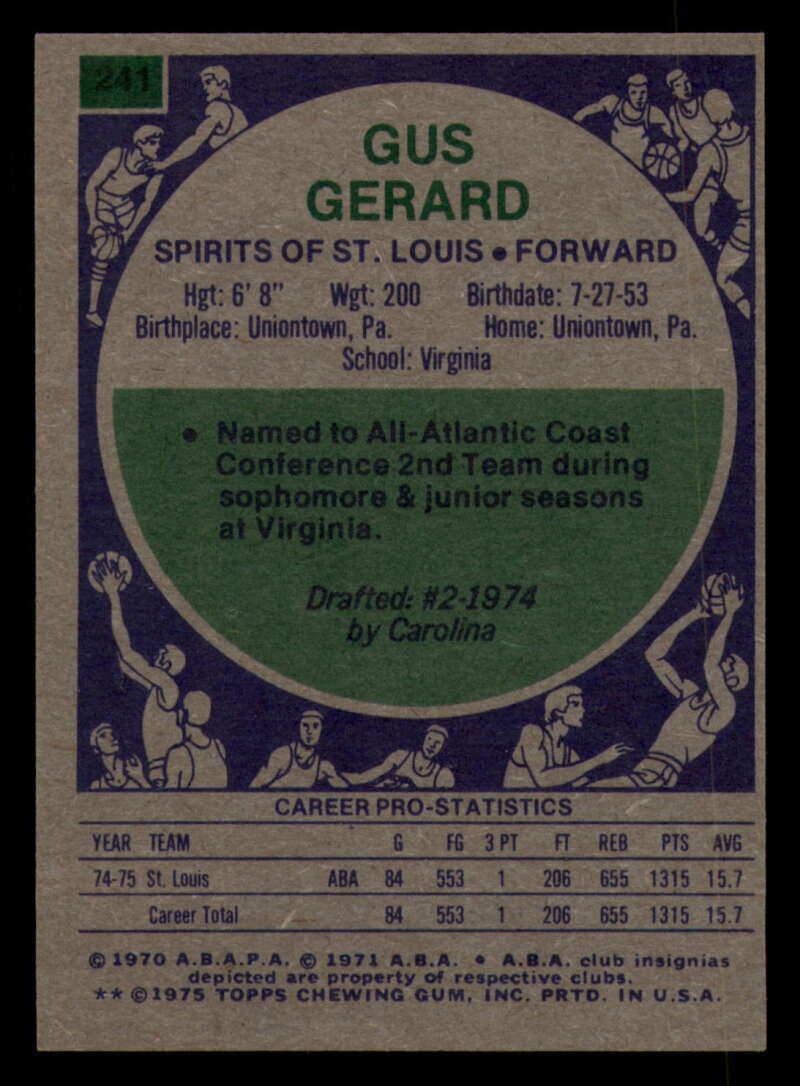 241
GUS
GERARD
SPIRITS OF ST. LOUIS • FORWARD
Hgt: 6' 8" Wgt: 200 Birthdate: 7-27-53
Birthplace: Uniontown, Pa. Home: Uniontown, Pa.
School: Virginia
• Named to All-Atlantic Coast
Conference 2nd Team during
sophomore & junior seasons
at Virginia.
Drafted: #2-1974
by Carolina
CAREER PRO-STATISTICS
YEAR TEAM G FG 3 PT FT REB PTS AVG
74-75 St. Louis ABA 84 553 1 206 655 1315 15.7
Career Total 84 553 1 206 655 1315 15.7
© 1970 A.B.A.P.A. © 1971 A.B.A. • A.B.A. club insignias
depicted are property of respective clubs.
** ©1975 TOPPS CHEWING GUM, INC. PRTD. IN U.S.A.